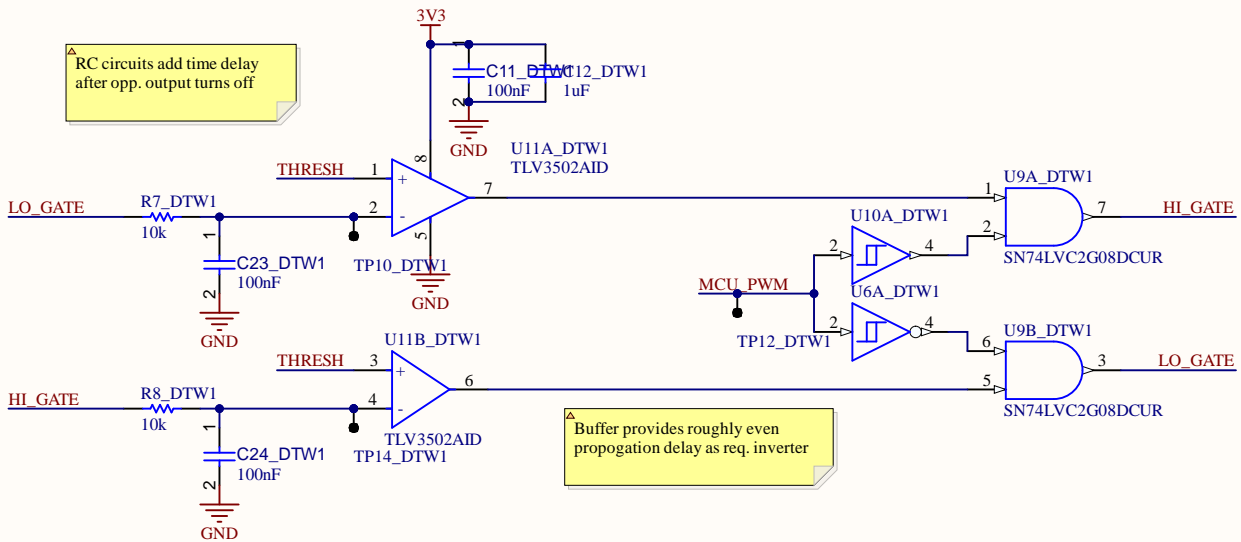 3V3
RC circuits add time delay
after opp. output turns off
1
C11_DTW1
C12_DTW1
100nF
1uF
2
GND
U11A_DTW1
TLV3502AID
8
THRESH
1
+
7
LO_GATE
R7_DTW1
10k
2
-
5
1
C23_DTW1
100nF
2
GND
TP10_DTW1
GND
U9A_DTW1
1
7
HI_GATE
2
SN74LVC2G08DCUR
U10A_DTW1
2
4
MCU_PWM
U6A_DTW1
TP12_DTW1
2
4
U9B_DTW1
6
3
LO_GATE
5
SN74LVC2G08DCUR
U11B_DTW1
THRESH
3
+
6
HI_GATE
R8_DTW1
10k
4
-
TLV3502AID
TP14_DTW1
1
C24_DTW1
100nF
2
GND
Buffer provides roughly even
propogation delay as req. inverter